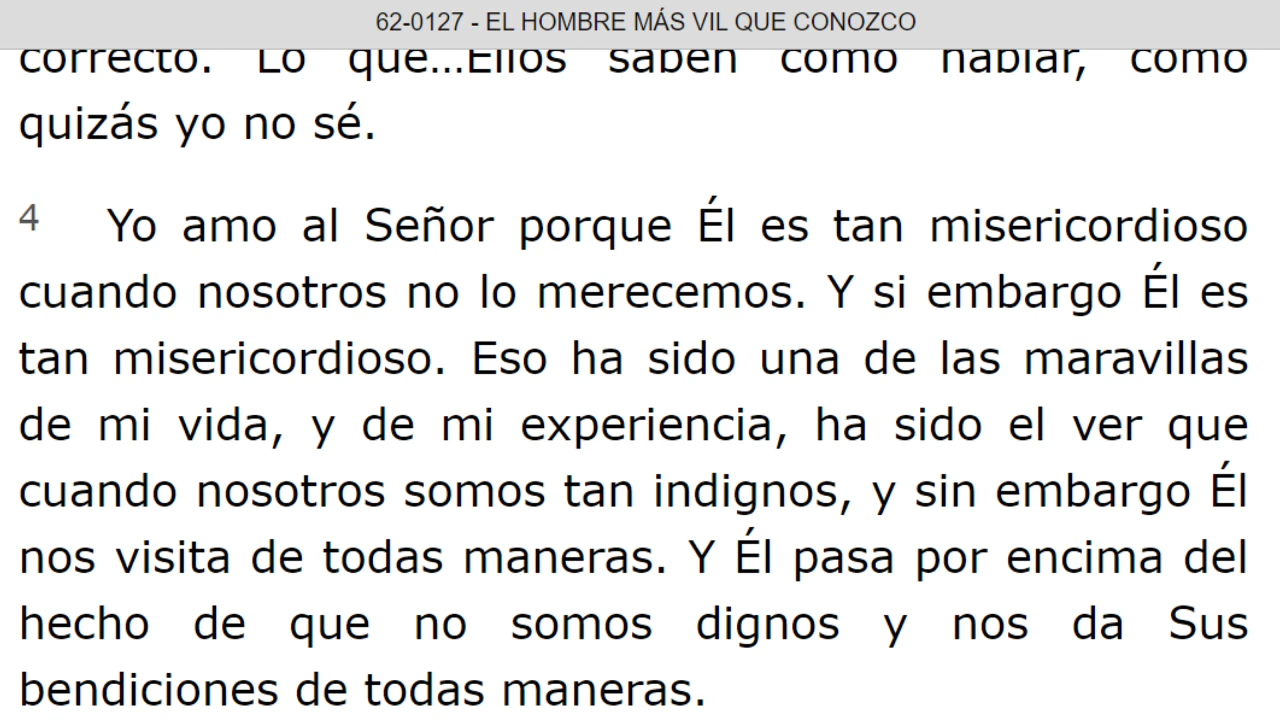 62-0127 - EL HOMBRE MÁS VIL QUE CONOZCO
correcto. Lo que...Ellos saben cómo hablar, como
quizás yo no sé.
4 Yo amo al Señor porque Él es tan misericordioso
cuando nosotros no lo merecemos. Y si embargo Él es
tan misericordioso. Eso ha sido una de las maravillas
de mi vida, y de mi experiencia, ha sido el ver que
cuando nosotros somos tan indignos, y sin embargo Él
nos visita de todas maneras. Y Él pasa por encima del
hecho de que no somos dignos y nos da Sus
bendiciones de todas maneras.